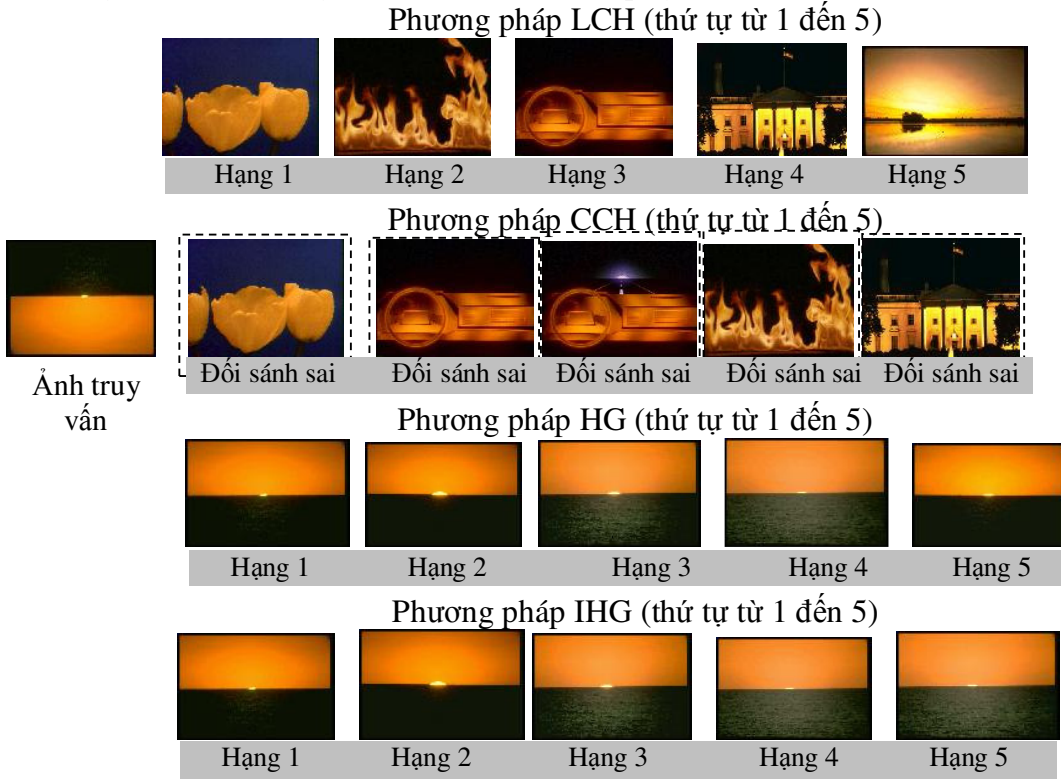 Phương pháp LCH (thứ tự từ 1 đến 5)
Hạng 1 Hạng 2 Hạng 3 Hạng 4 Hạng 5
Phương pháp CCH (thứ tự từ 1 đến 5)
Đối sánh sai Đối sánh sai Đối sánh sai Đối sánh sai Đối sánh sai
Ảnh truy
vấn
Phương pháp HG (thứ tự từ 1 đến 5)
Hạng 1 Hạng 2 Hạng 3 Hạng 4 Hạng 5
Phương pháp IHG (thứ tự từ 1 đến 5)
Hạng 1 Hạng 2 Hạng 3 Hạng 4 Hạng 5